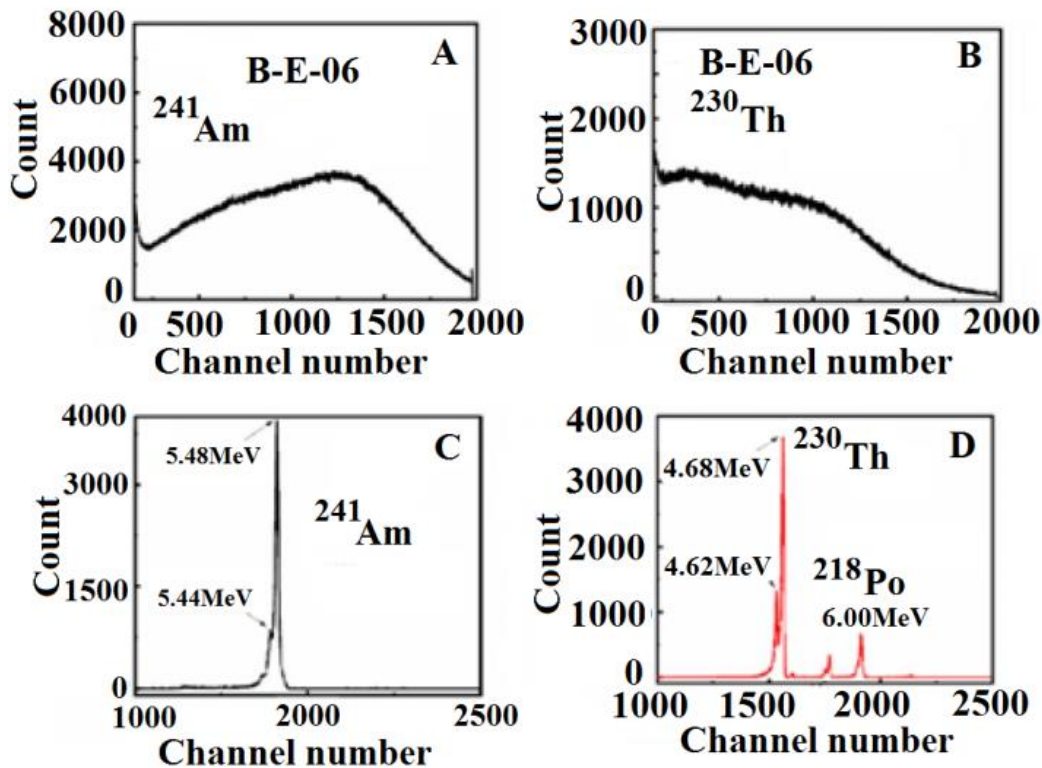 8000
6000
4000
2000
0
Count
B-E-06
A
²⁴¹Am
0 500 1000 1500 2000
Channel number
3000
2000
1000
0
Count
B-E-06
B
²³⁰Th
0 500 1000 1500 2000
Channel number
4000
3000
1500
0
Count
C
5.48MeV
²⁴¹Am
5.44MeV
1000 2000 2500
Channel number
4000
3000
2000
1000
0
Count
²³⁰Th
D
4.68MeV
4.62MeV
²¹⁸Po
6.00MeV
1000 1500 2000 2500
Channel number